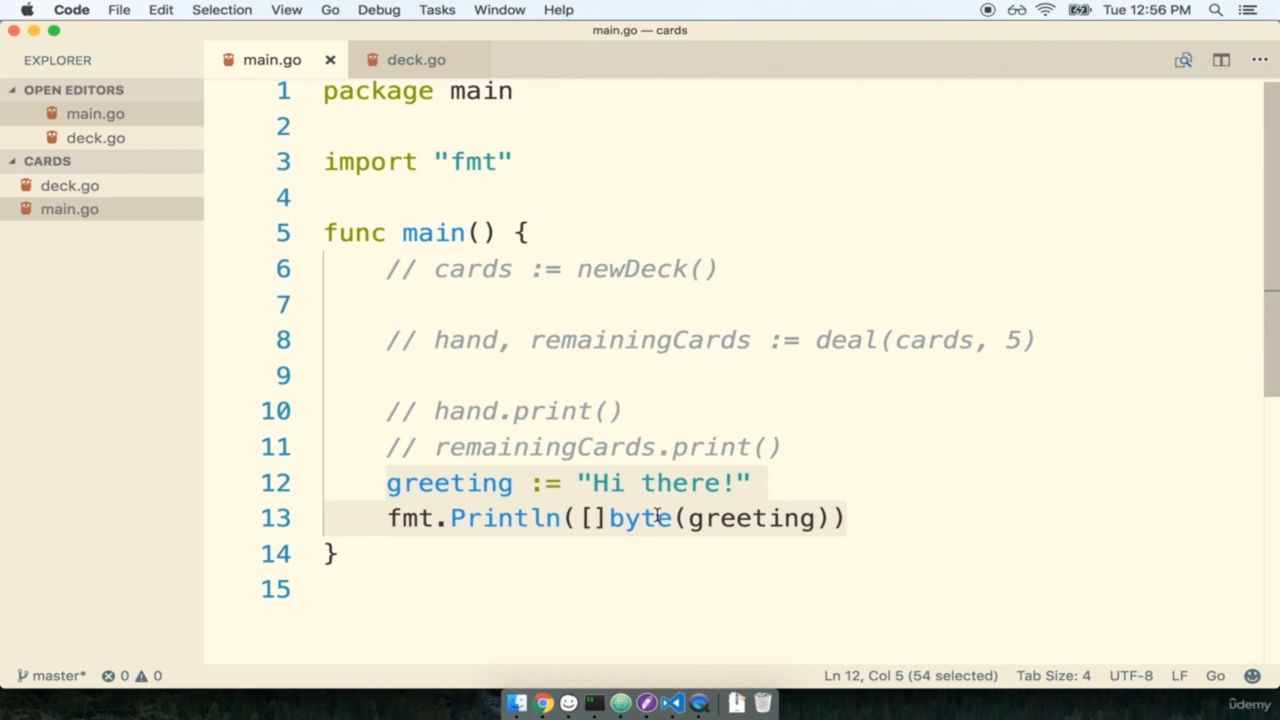 Code File Edit Selection View Go Debug Tasks Window Help Tue 12:56 PM
main.go — cards
EXPLORER
main.go
deck.go
OPEN EDITORS
main.go
deck.go
CARDS
deck.go
main.go
1 package main
2
3 import "fmt"
4
5 func main() {
6 // cards := newDeck()
7
8 // hand, remainingCards := deal(cards, 5)
9
10 // hand.print()
11 // remainingCards.print()
12 greeting := "Hi there!"
13 fmt.Println([]byte(greeting))
14 }
15
master* 0 0 Ln 12, Col 5 (54 selected) Tab Size: 4 UTF-8 LF Go
ûdemy